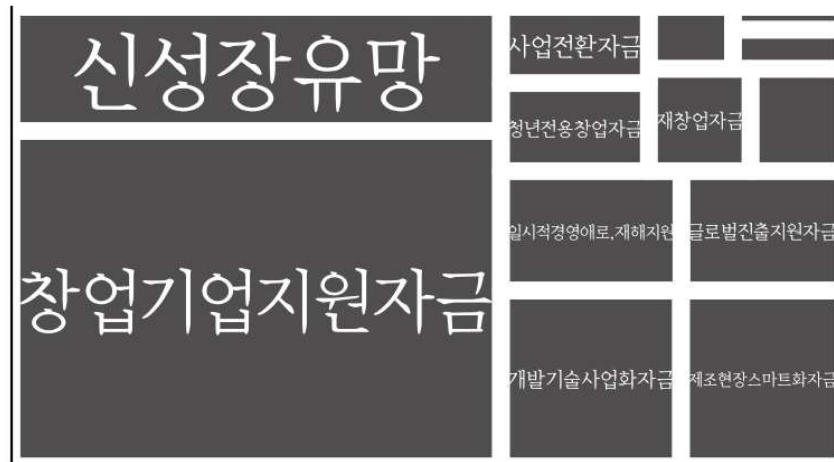 신성장유망
창업기업지원자금
사업전환자금
청년전용창업자금
재창업자금
일시적경영애로,재해지원
글로벌진출지원자금
개발기술사업화자금
제조현장스마트화자금